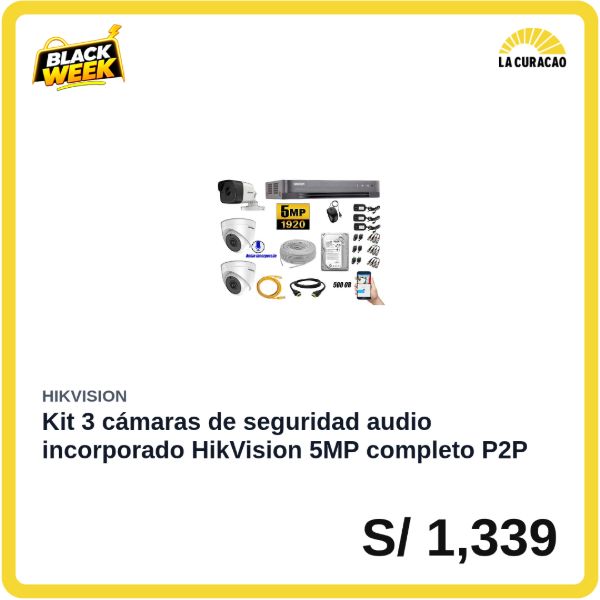 BLACK
WEEK
LA CURACAO
5MP
1920
500 GB
HIKVISION
Kit 3 cámaras de seguridad audio
incorporado HikVision 5MP completo P2P
S/ 1,339